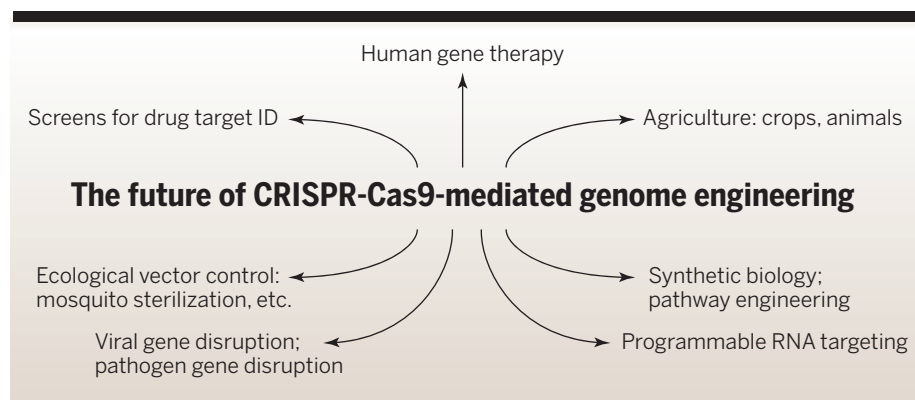 Human gene therapy
Screens for drug target ID
Agriculture: crops, animals
The future of CRISPR-Cas9-mediated genome engineering
Ecological vector control:
mosquito sterilization, etc.
Synthetic biology;
pathway engineering
Viral gene disruption;
pathogen gene disruption
Programmable RNA targeting